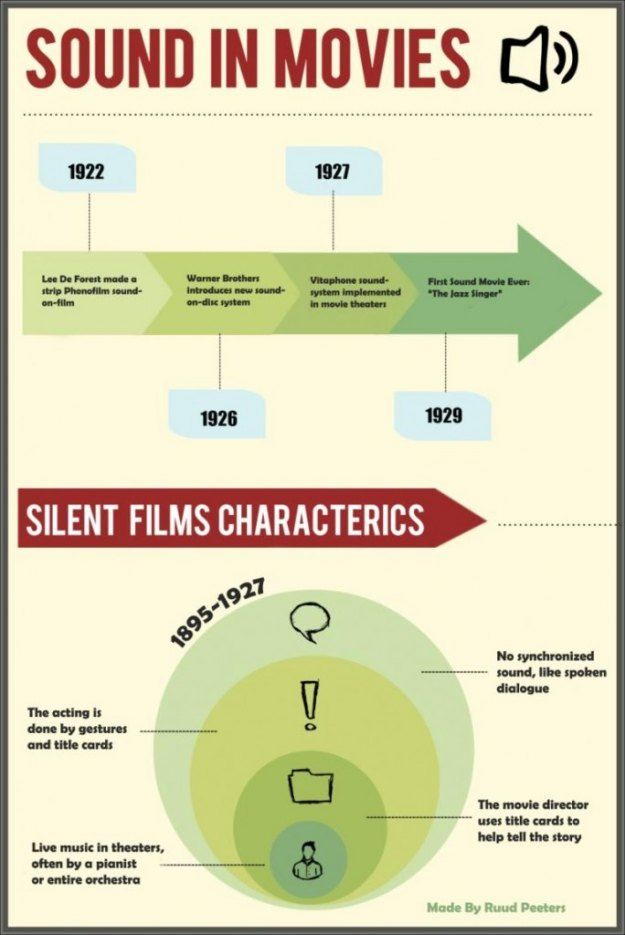 SOUND IN MOVIES
1922
1927
Lee De Forest made a
strip Phonofilm sound-
on-film
Warner Brothers
introduces new sound-
on-disc system
Vitaphone sound-
system implemented
in movie theaters
First Sound Movie Ever:
"The Jazz Singer"
1926
1929
SILENT FILMS CHARACTERICS
1895-1927
No synchronized
sound, like spoken
dialogue
The acting is
done by gestures
and title cards
The movie director
uses title cards to
help tell the story
Live music in theaters,
often by a pianist
or entire orchestra
Made By Ruud Peeters